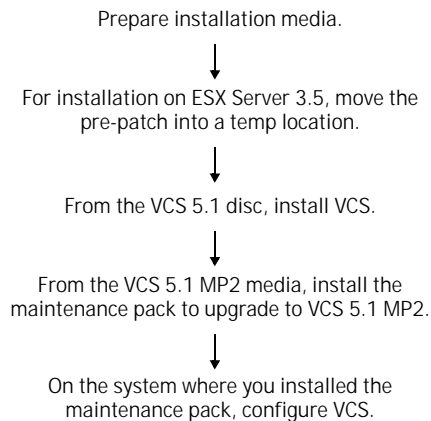 Prepare installation media.
For installation on ESX Server 3.5, move the
pre-patch into a temp location.
From the VCS 5.1 disc, install VCS.
From the VCS 5.1 MP2 media, install the
maintenance pack to upgrade to VCS 5.1 MP2.
On the system where you installed the
maintenance pack, configure VCS.